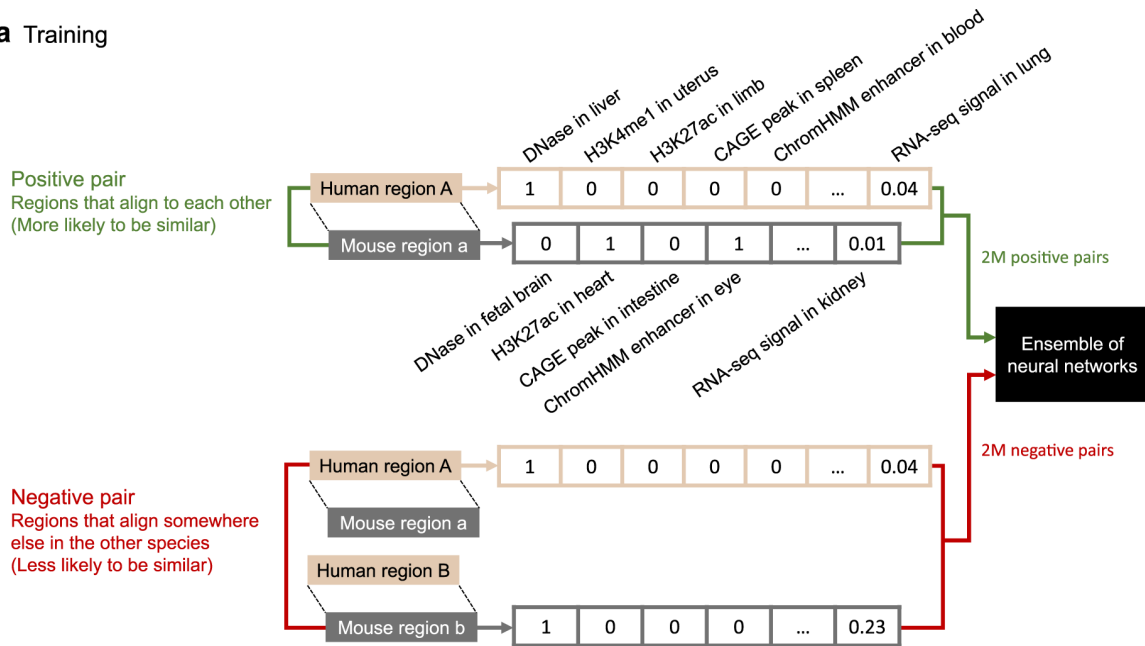 a Training
DNase in liver
H3K4me1 in uterus
H3K27ac in limb
CAGE peak in spleen
ChromHMM enhancer in blood
RNA-seq signal in lung
Positive pair
Regions that align to each other
(More likely to be similar)
Human region A
1 0 0 0 0 ... 0.04
Mouse region a
0 1 0 1 ... 0.01
DNase in fetal brain
H3K27ac in heart
CAGE peak in intestine
ChromHMM enhancer in eye
RNA-seq signal in kidney
2M positive pairs
Ensemble of
neural networks
2M negative pairs
Negative pair
Regions that align somewhere
else in the other species
(Less likely to be similar)
Human region A
1 0 0 0 0 ... 0.04
Mouse region a
Human region B
Mouse region b
1 0 0 0 ... 0.23